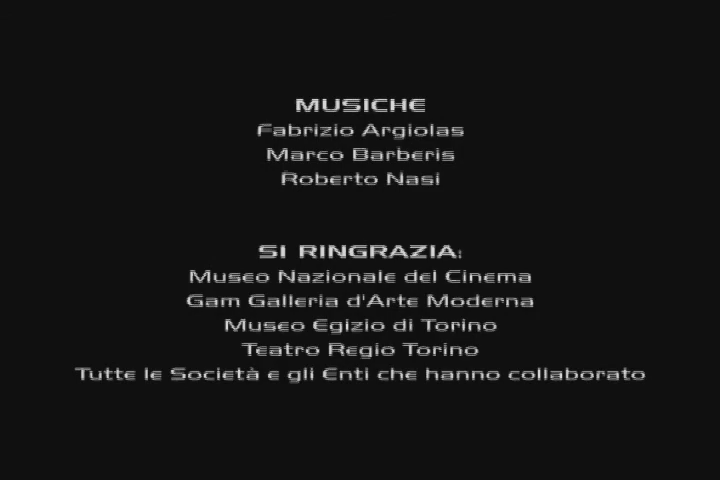 MUSICHE
Fabrizio Argiolas
Marco Barberis
Roberto Nasi
SI RINGRAZIA:
Museo Nazionale del Cinema
Gam Galleria d'Arte Moderna
Museo Egizio di Torino
Teatro Regio Torino
Tutte le Società e gli Enti che hanno collaborato